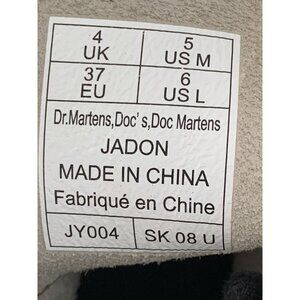 4 5
UK US M
37 6
EU US L
Dr.Martens,Doc's,Doc Martens
JADON
MADE IN CHINA
Fabriqué en Chine
JY004 SK 08 U